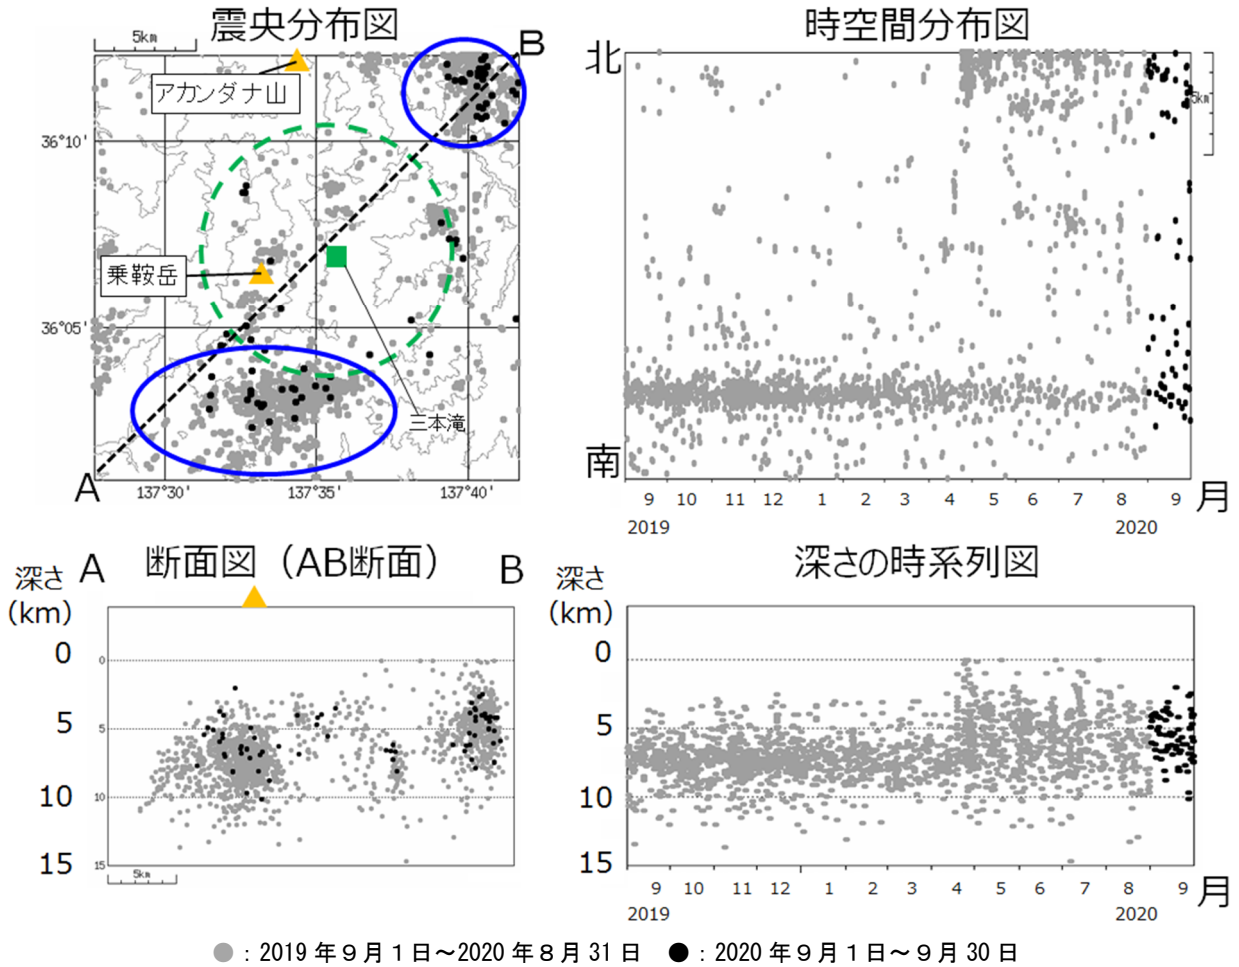 震央分布図
5km
B
アカンダナ山
36°10'
乗鞍岳
36°05'
三本滝
A
137°30'
137°35'
137°40'
時空間分布図
北
5km
南
9 10 11 12 1 2 3 4 5 6 7 8 9 月
2019 2020
断面図（AB断面）
A B
深さ
(km)
0
0
5
5
10
10
15
15
5km
深さの時系列図
深さ
(km)
0
5
10
15
9 10 11 12 1 2 3 4 5 6 7 8 9 月
2019 2020
●：2019年９月１日～2020年８月31日 ●：2020年９月１日～９月30日